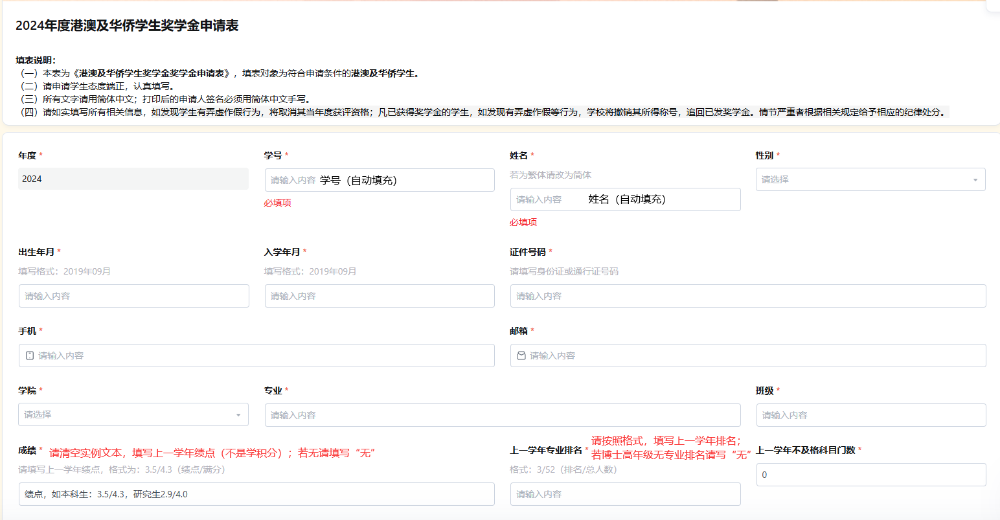 2024年度港澳及华侨学生奖学金申请表
填表说明：
（一）本表为《港澳及华侨学生奖学金奖学金申请表》，填表对象为符合申请条件的港澳及华侨学生。
（二）请申请学生态度端正，认真填写。
（三）所有文字请用简体中文；打印后的申请人签名必须用简体中文手写。
（四）请如实填写所有相关信息，如发现学生有弄虚作假行为，将取消其当年度获评资格；凡已获得奖学金的学生，如发现有弄虚作假等行为，学校将撤销其所得称号，追回已发奖学金。情节严重者根据相关规定给予相应的纪律处分。
年度 * 学号 * 姓名 * 性别 *
若为繁体请改为简体
2024 请输入内容 学号（自动填充） 请选择
请输入内容 姓名（自动填充）
必填项
必填项
出生年月 * 入学年月 * 证件号码 *
填写格式：2019年09月 填写格式：2019年09月 请填写身份证或通行证号码
请输入内容 请输入内容 请输入内容
手机 * 邮箱 *
请输入内容 请输入内容
学院 * 专业 * 班级 *
请选择 请输入内容 请输入内容
成绩 * 请清空实例文本，填写上一学年绩点（不是学积分）；若无请填写“无”
请填写上一学年绩点，格式为：3.5/4.3（绩点/满分）
绩点，如本科生：3.5/4.3，研究生2.9/4.0
上一学年专业排名 * 请按照格式，填写上一学年排名；
若博士高年级无专业排名请写“无”
格式：3/52（排名/总人数）
请输入内容
上一学年不及格科目门数 *
0